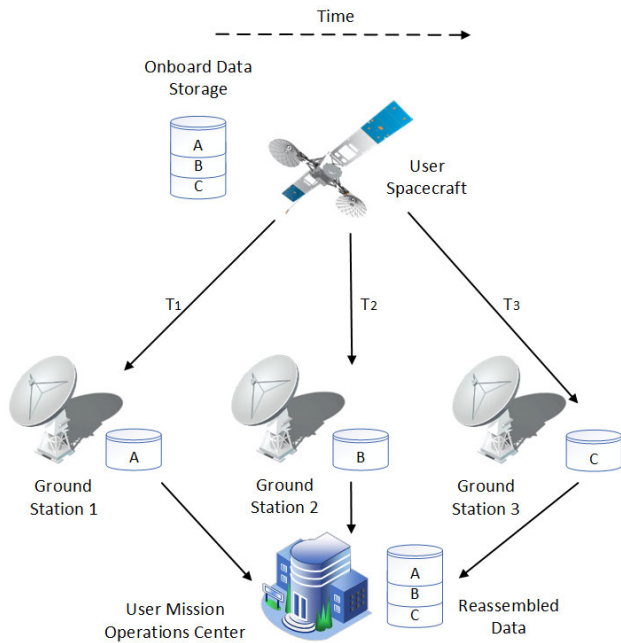 Time
Onboard Data
Storage
A
B
C
User
Spacecraft
T1
T2
T3
A
B
C
Ground
Station 1
Ground
Station 2
Ground
Station 3
A
B
C
User Mission
Operations Center
Reassembled
Data